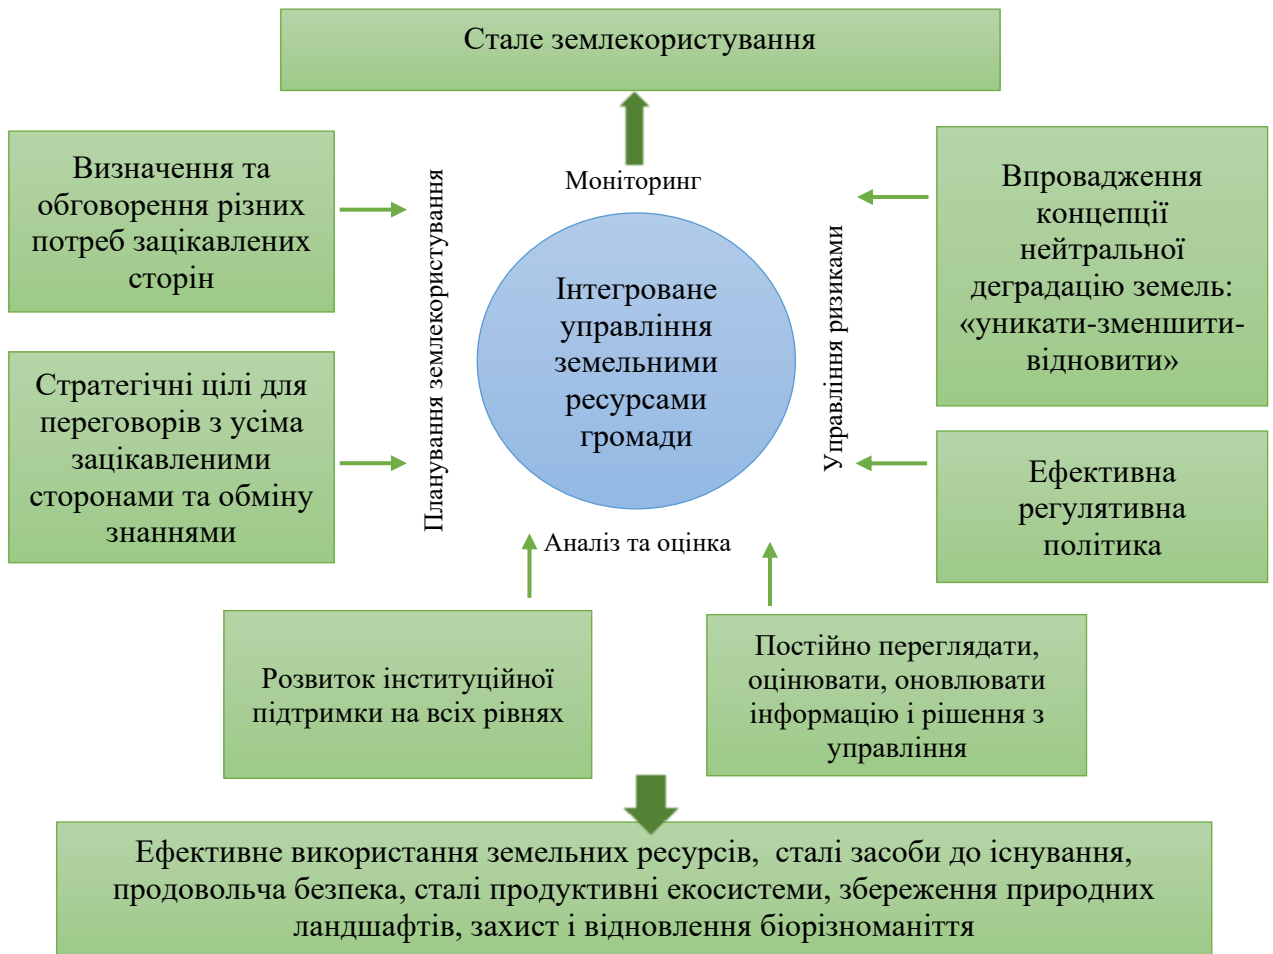 Стале землекористування
Визначення та
обговорення різних
потреб зацікавлених
сторін
Стратегічні цілі для
переговорів з усіма
зацікавленими
сторонами та обміну
знаннями
Планування землекористування
Моніторинг
Інтегроване
управління
земельними
ресурсами
громади
Аналіз та оцінка
Управління ризиками
Впровадження
концепції
нейтральної
деградацію земель:
«уникати-зменшити-
відновити»
Ефективна
регулятивна
політика
Розвиток інституційної
підтримки на всіх рівнях
Постійно переглядати,
оцінювати, оновлювати
інформацію і рішення з
управління
Ефективне використання земельних ресурсів, сталі засоби до існування,
продовольча безпека, сталі продуктивні екосистеми, збереження природних
ландшафтів, захист і відновлення біорізноманіття